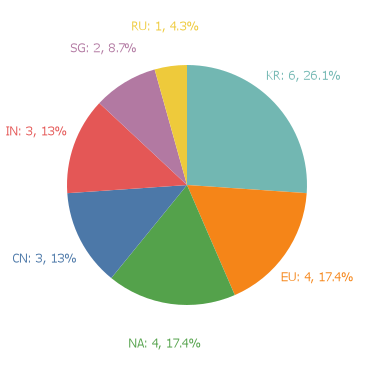 RU: 1, 4.3%
SG: 2, 8.7%
KR: 6, 26.1%
IN: 3, 13%
CN: 3, 13%
EU: 4, 17.4%
NA: 4, 17.4%